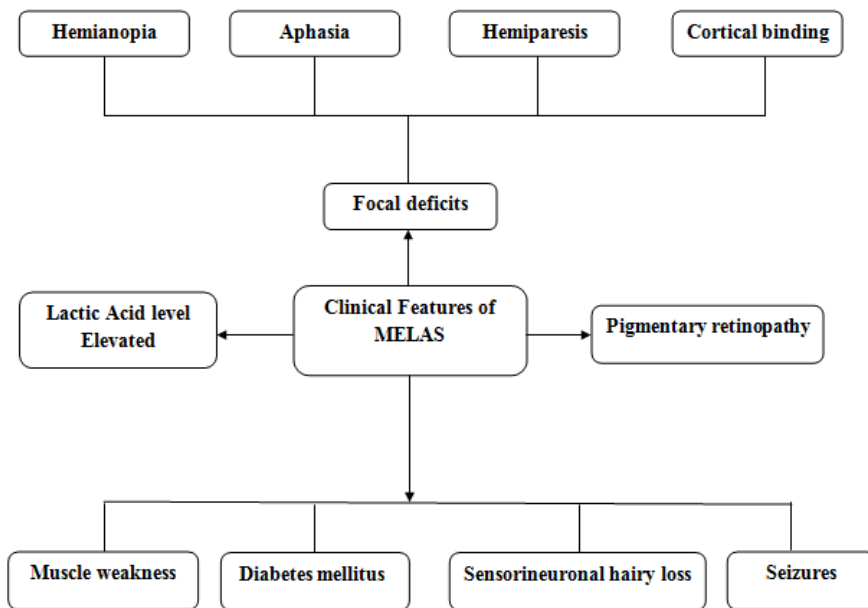 Hemianopia
Aphasia
Hemiparesis
Cortical binding
Focal deficits
Lactic Acid level
Elevated
Clinical Features of
MELAS
Pigmentary retinopathy
Muscle weakness
Diabetes mellitus
Sensorineuronal hairy loss
Seizures